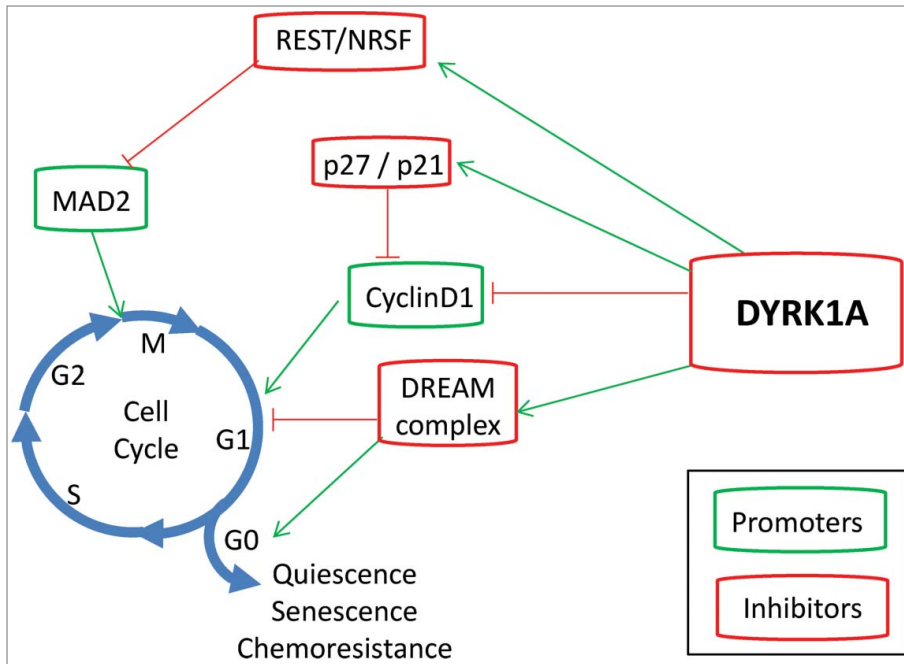 REST/NRSF
p27 / p21
MAD2
CyclinD1
DYRK1A
M
G2
DREAM
complex
Cell
Cycle
G1
S
G0
Quiescence
Senescence
Chemoresistance
Promoters
Inhibitors